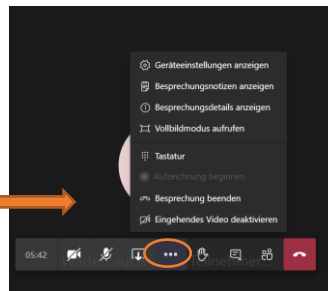 Geräteeinstellungen anzeigen
Besprechungsnotizen anzeigen
Besprechungsdetails anzeigen
Vollbildmodus aufrufen
Tastatur
Aufzeichnung beginnen
Besprechung beenden
Eingehendes Video deaktivieren
05:42